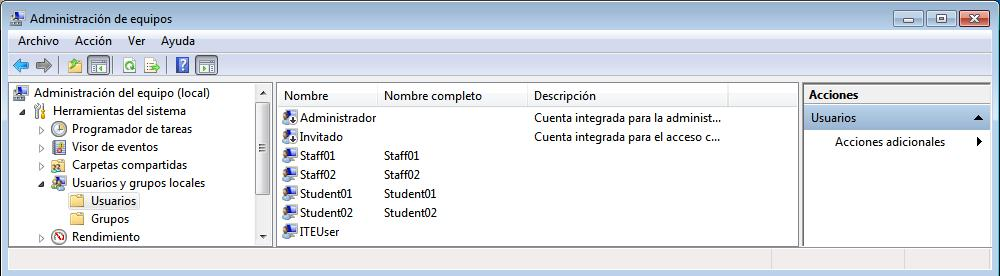 Administración de equipos
Archivo Acción Ver Ayuda
Administración del equipo (local)
Herramientas del sistema
Programador de tareas
Visor de eventos
Carpetas compartidas
Usuarios y grupos locales
Usuarios
Grupos
Rendimiento
Nombre Nombre completo Descripción
Administrador Cuenta integrada para la administ...
Invitado Cuenta integrada para el acceso c...
Staff01 Staff01
Staff02 Staff02
Student01 Student01
Student02 Student02
ITEUser
Acciones
Usuarios
Acciones adicionales